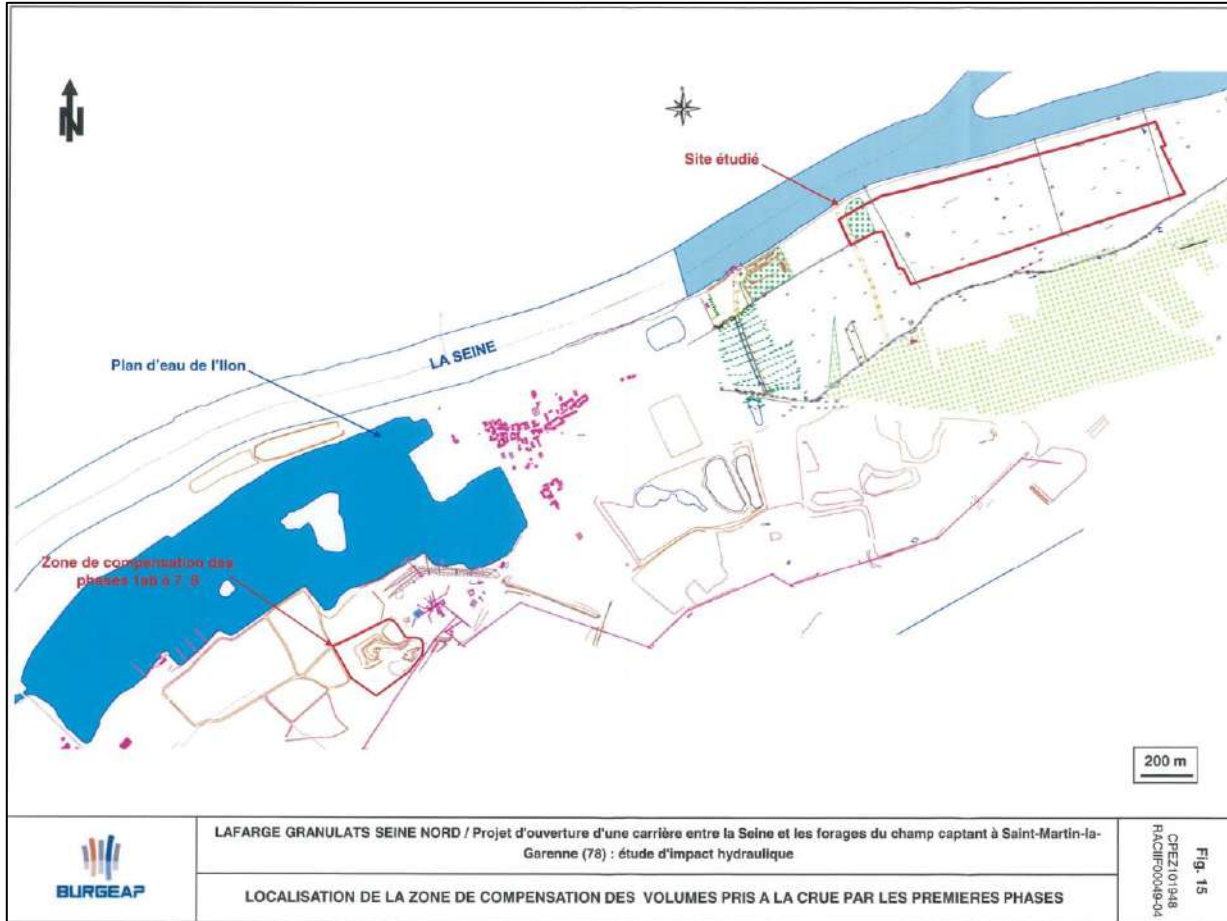 N
Site étudié
LA SEINE
Plan d'eau de l'Ilon
Zone de compensation des
phases 1ab à 7_8
200 m
BURGEAP
LAFARGE GRANULATS SEINE NORD / Projet d'ouverture d'une carrière entre la Seine et les forages du champ captant à Saint-Martin-la-
Garenne (78) : étude d'impact hydraulique
LOCALISATION DE LA ZONE DE COMPENSATION DES VOLUMES PRIS A LA CRUE PAR LES PREMIERES PHASES
Fig. 15
CPEZ101948
RACIIF00049-04